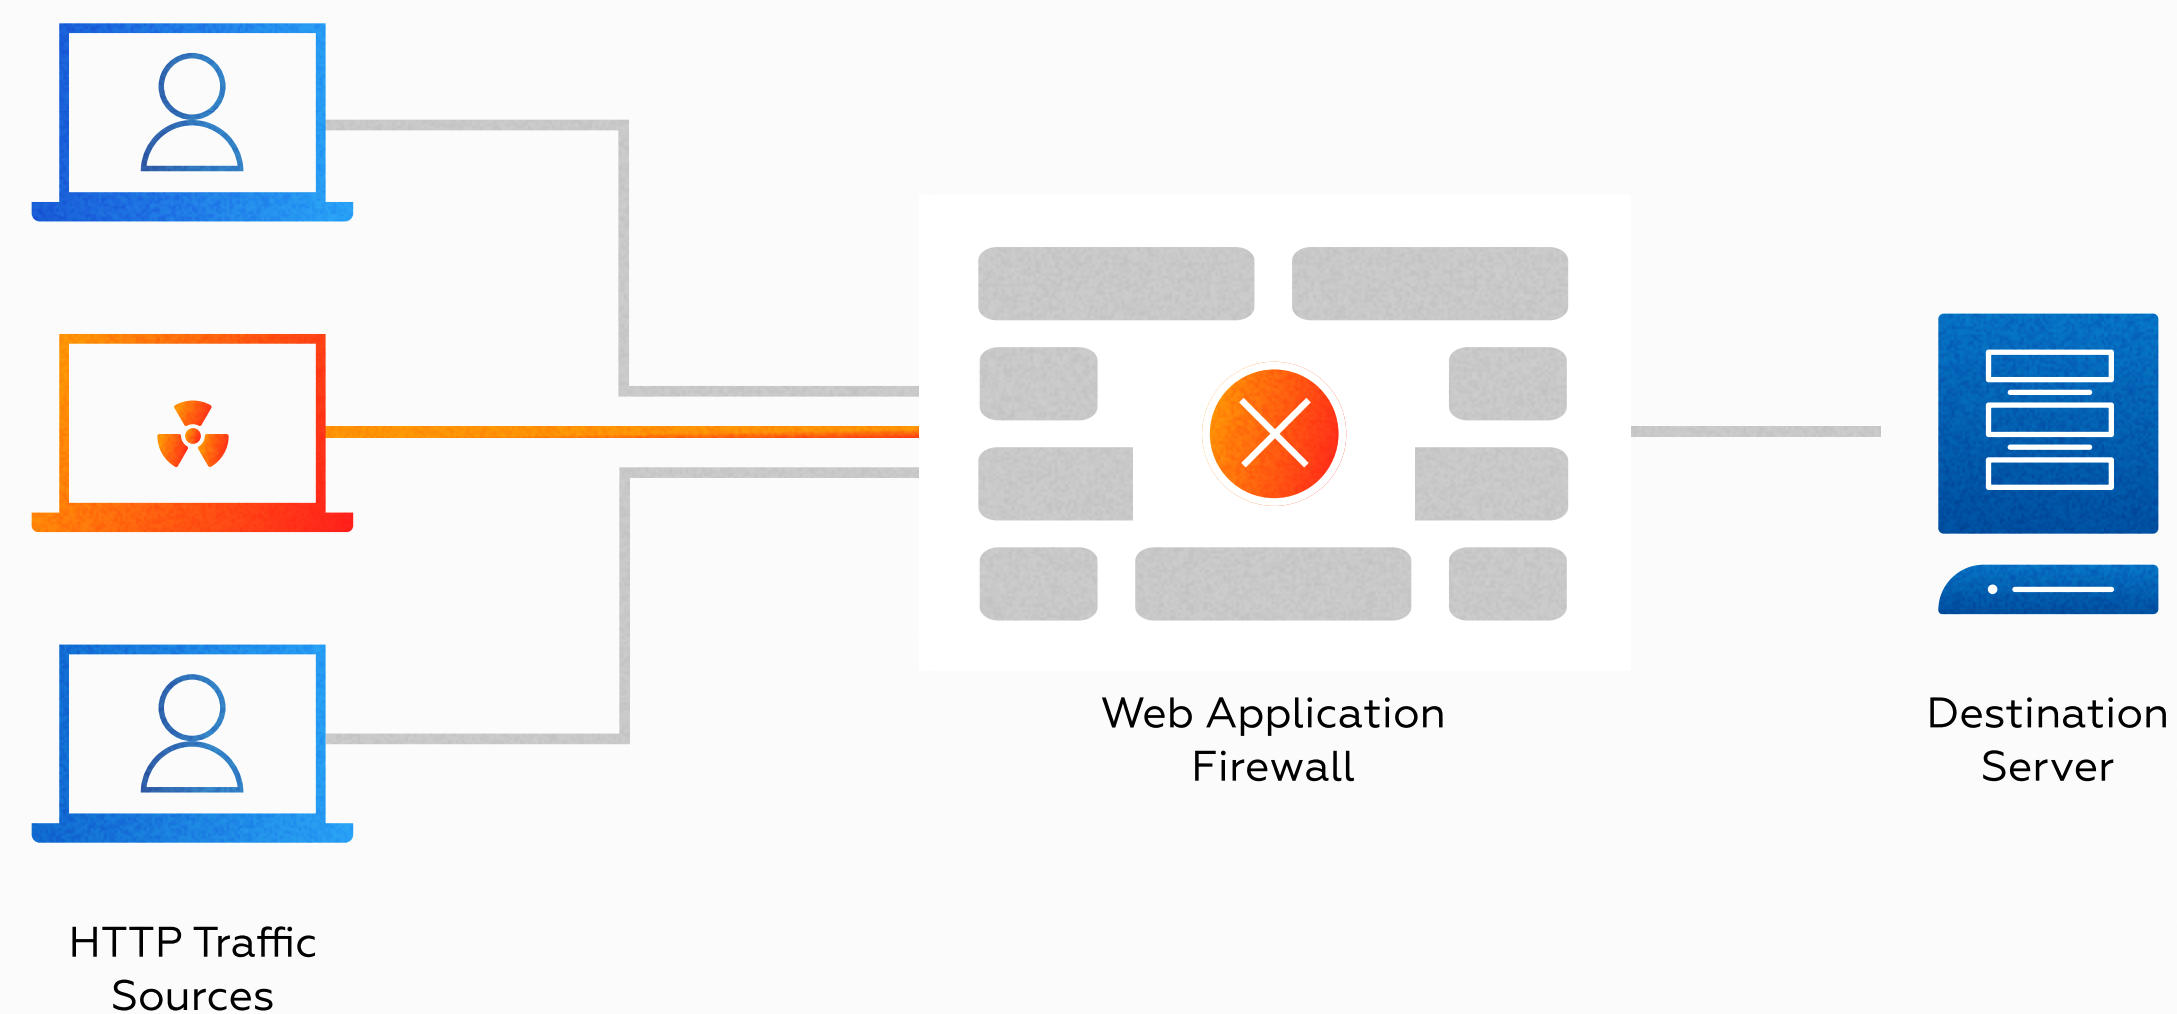 Web Application
Firewall
Destination
Server
HTTP Traffic
Sources